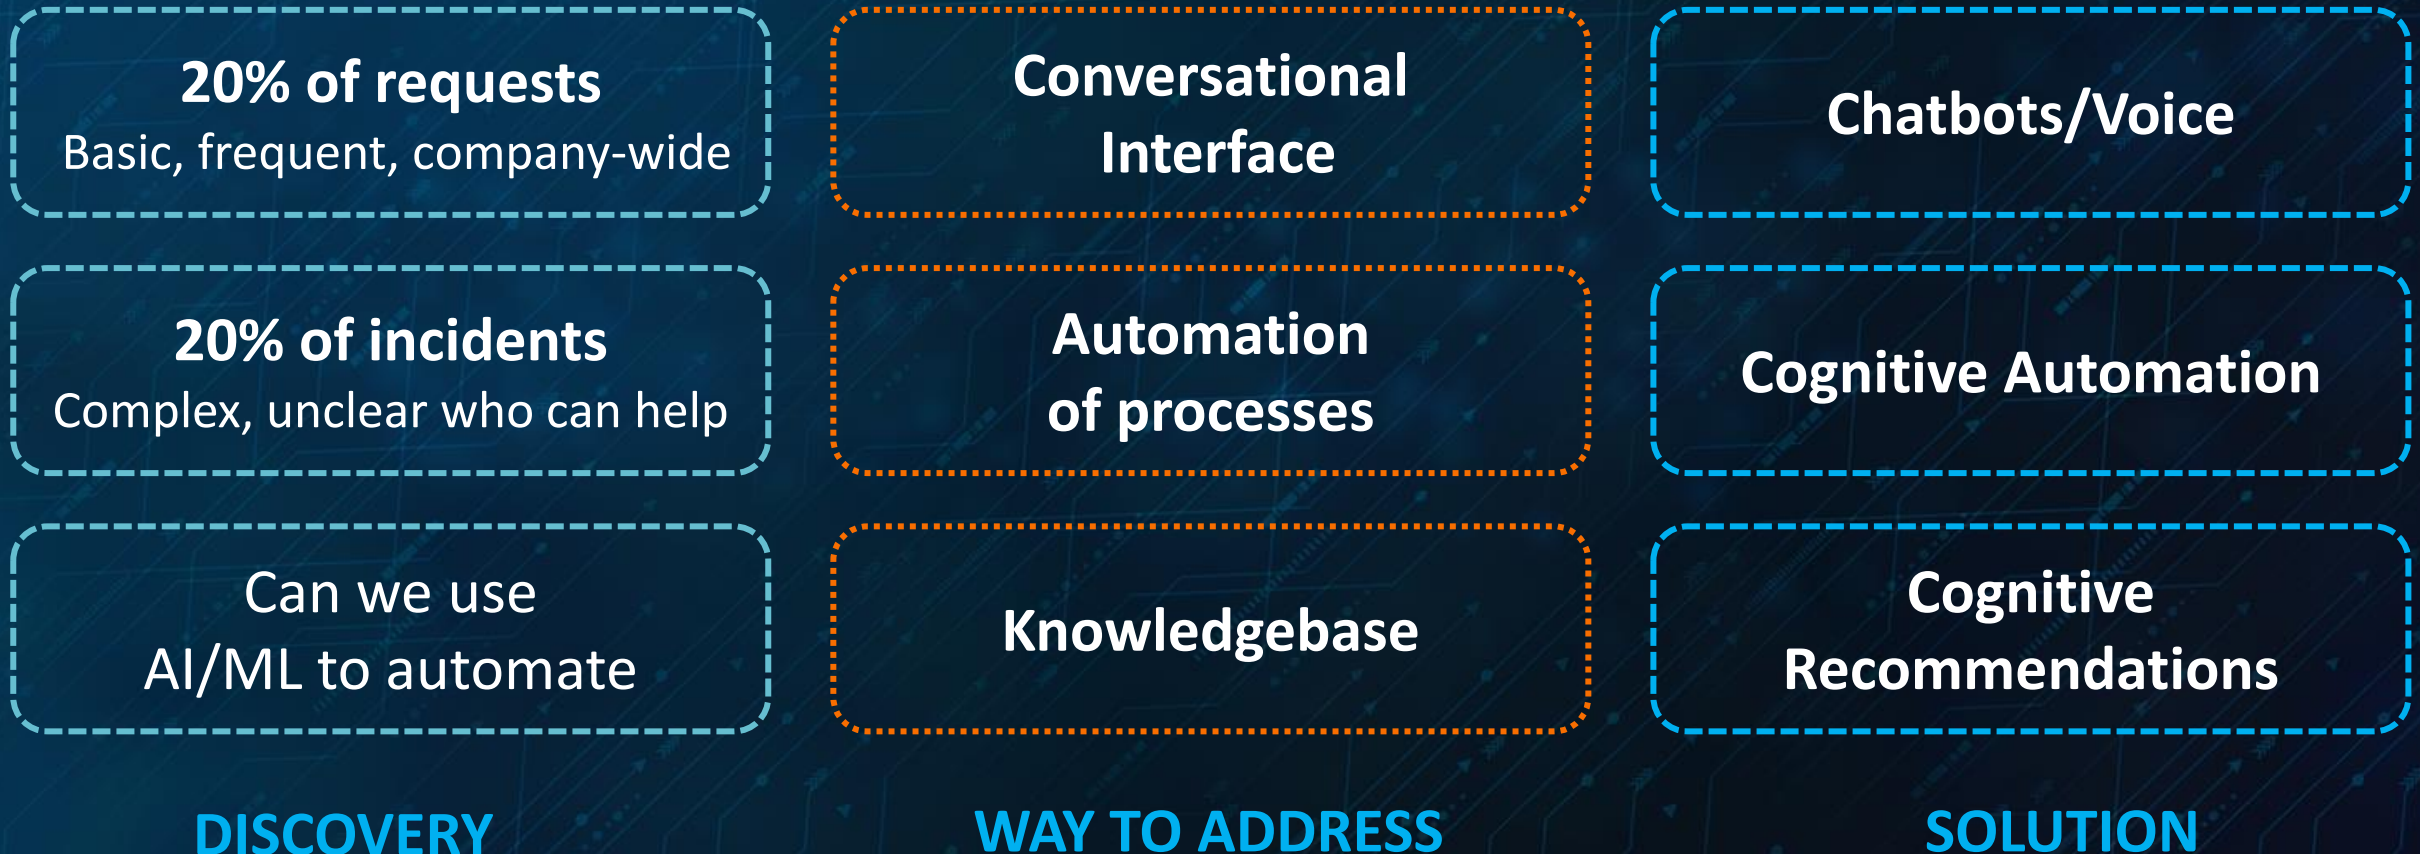 20% of requests
Basic, frequent, company-wide
Conversational
Interface
Chatbots/Voice
20% of incidents
Complex, unclear who can help
Automation
of processes
Cognitive Automation
Can we use
AI/ML to automate
Knowledgebase
Cognitive
Recommendations
DISCOVERY
WAY TO ADDRESS
SOLUTION